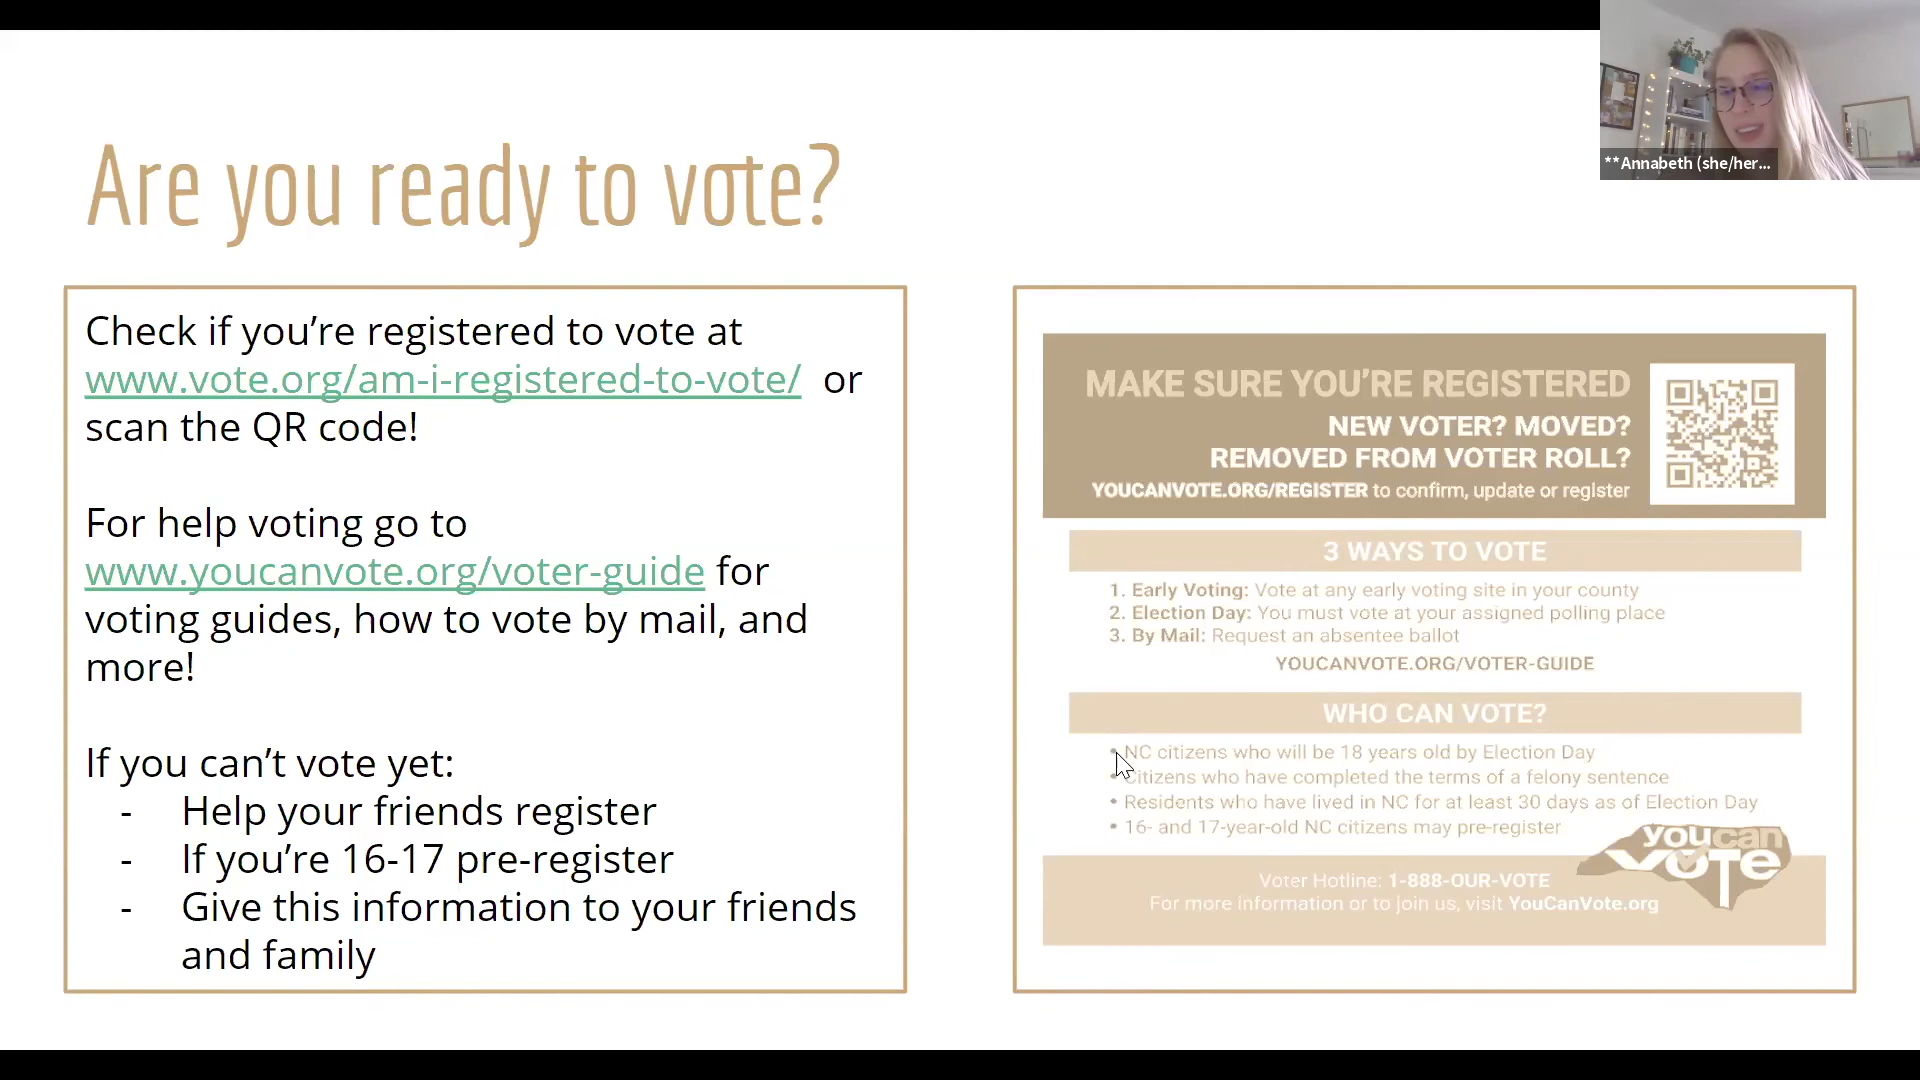 **Annabeth (she/her...
Are you ready to vote?
Check if you’re registered to vote at
www.vote.org/am-i-registered-to-vote/ or
scan the QR code!
For help voting go to
www.youcanvote.org/voter-guide for
voting guides, how to vote by mail, and
more!
If you can’t vote yet:
- Help your friends register
- If you’re 16-17 pre-register
- Give this information to your friends
and family
MAKE SURE YOU’RE REGISTERED
NEW VOTER? MOVED?
REMOVED FROM VOTER ROLL?
YOUCANVOTE.ORG/REGISTER to confirm, update or register
3 WAYS TO VOTE
1. Early Voting: Vote at any early voting site in your county
2. Election Day: You must vote at your assigned polling place
3. By Mail: Request an absentee ballot
YOUCANVOTE.ORG/VOTER-GUIDE
WHO CAN VOTE?
• NC citizens who will be 18 years old by Election Day
• Citizens who have completed the terms of a felony sentence
• Residents who have lived in NC for at least 30 days as of Election Day
• 16- and 17-year-old NC citizens may pre-register
you can
VOTE
Voter Hotline: 1-888-OUR-VOTE
For more information or to join us, visit YouCanVote.org